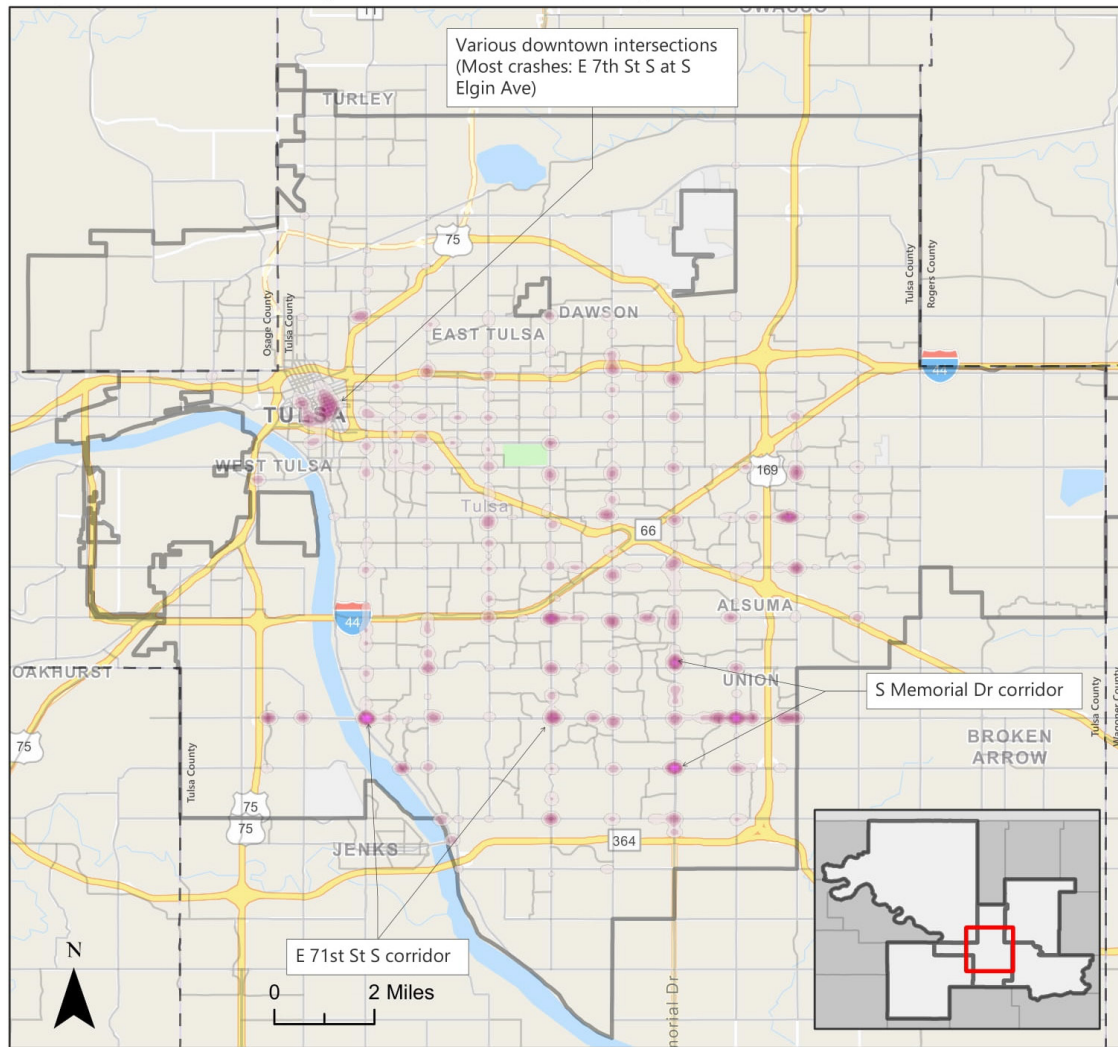 OWASSO
11
Various downtown intersections
(Most crashes: E 7th St S at S
Elgin Ave)
TURLEY
75
Tulsa County
Rogers County
Osage County
Tulsa County
DAWSON
EAST TULSA
44
TULSA
WEST TULSA
169
Tulsa
66
ALSUMA
44
OAKHURST
UNION
S Memorial Dr corridor
Tulsa County
Wagoner County
75
Tulsa County
BROKEN
ARROW
75
75
364
JENKS
E 71st St S corridor
N
0 2 Miles
morial Dr